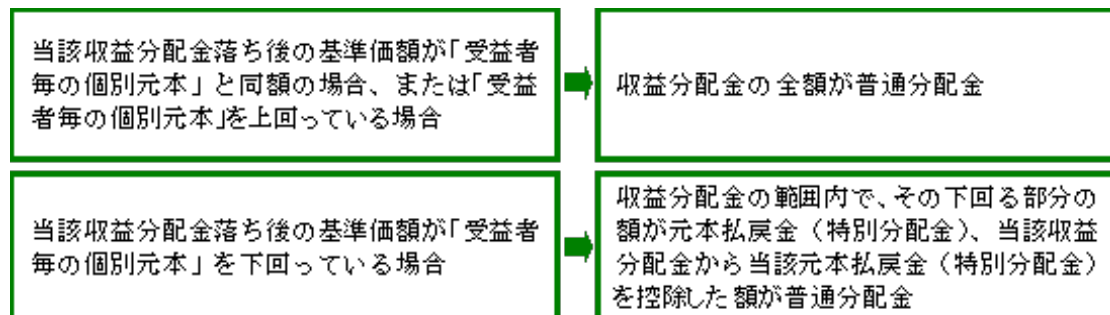 当該収益分配金落ち後の基準価額が「受益者
毎の個別元本」と同額の場合、または「受益
者毎の個別元本」を上回っている場合
収益分配金の全額が普通分配金
当該収益分配金落ち後の基準価額が「受益者
毎の個別元本」を下回っている場合
収益分配金の範囲内で、その下回る部分の
額が元本払戻金（特別分配金）、当該収益
分配金から当該元本払戻金（特別分配金）
を控除した額が普通分配金